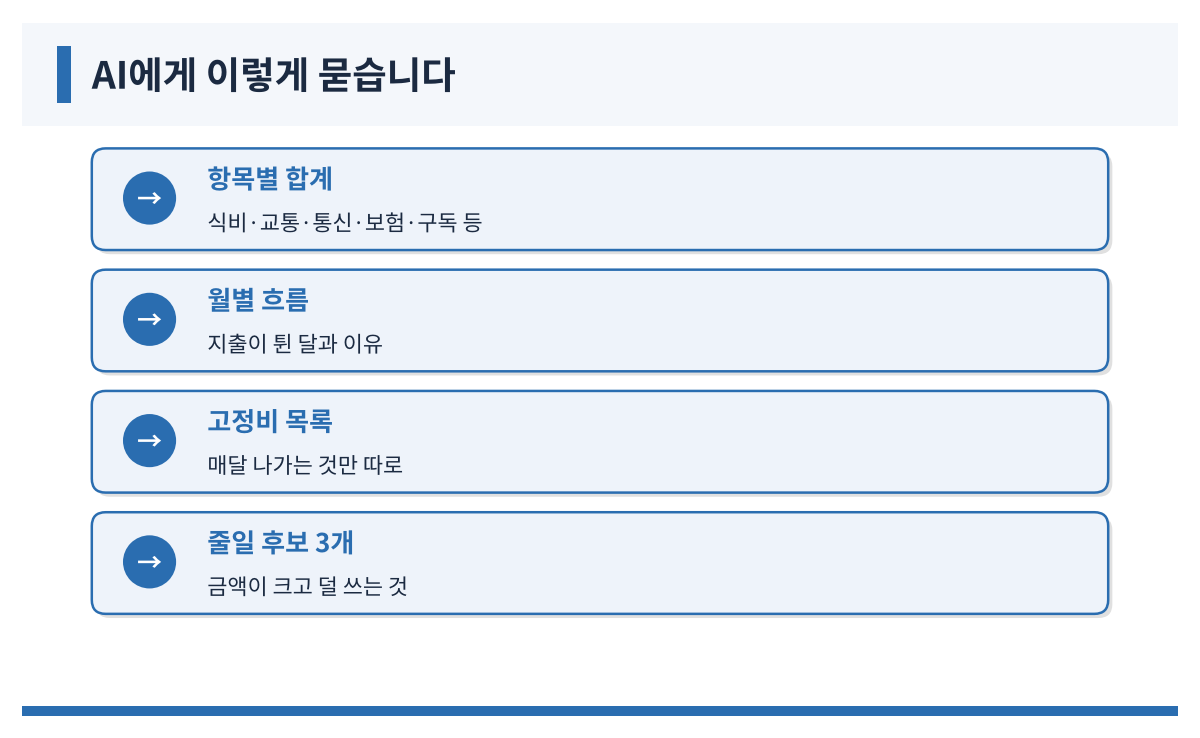 AI에게 이렇게 묻습니다
→ 항목별 합계
식비·교통·통신·보험·구독 등
→ 월별 흐름
지출이 튄 달과 이유
→ 고정비 목록
매달 나가는 것만 따로
→ 줄일 후보 3개
금액이 크고 덜 쓰는 것